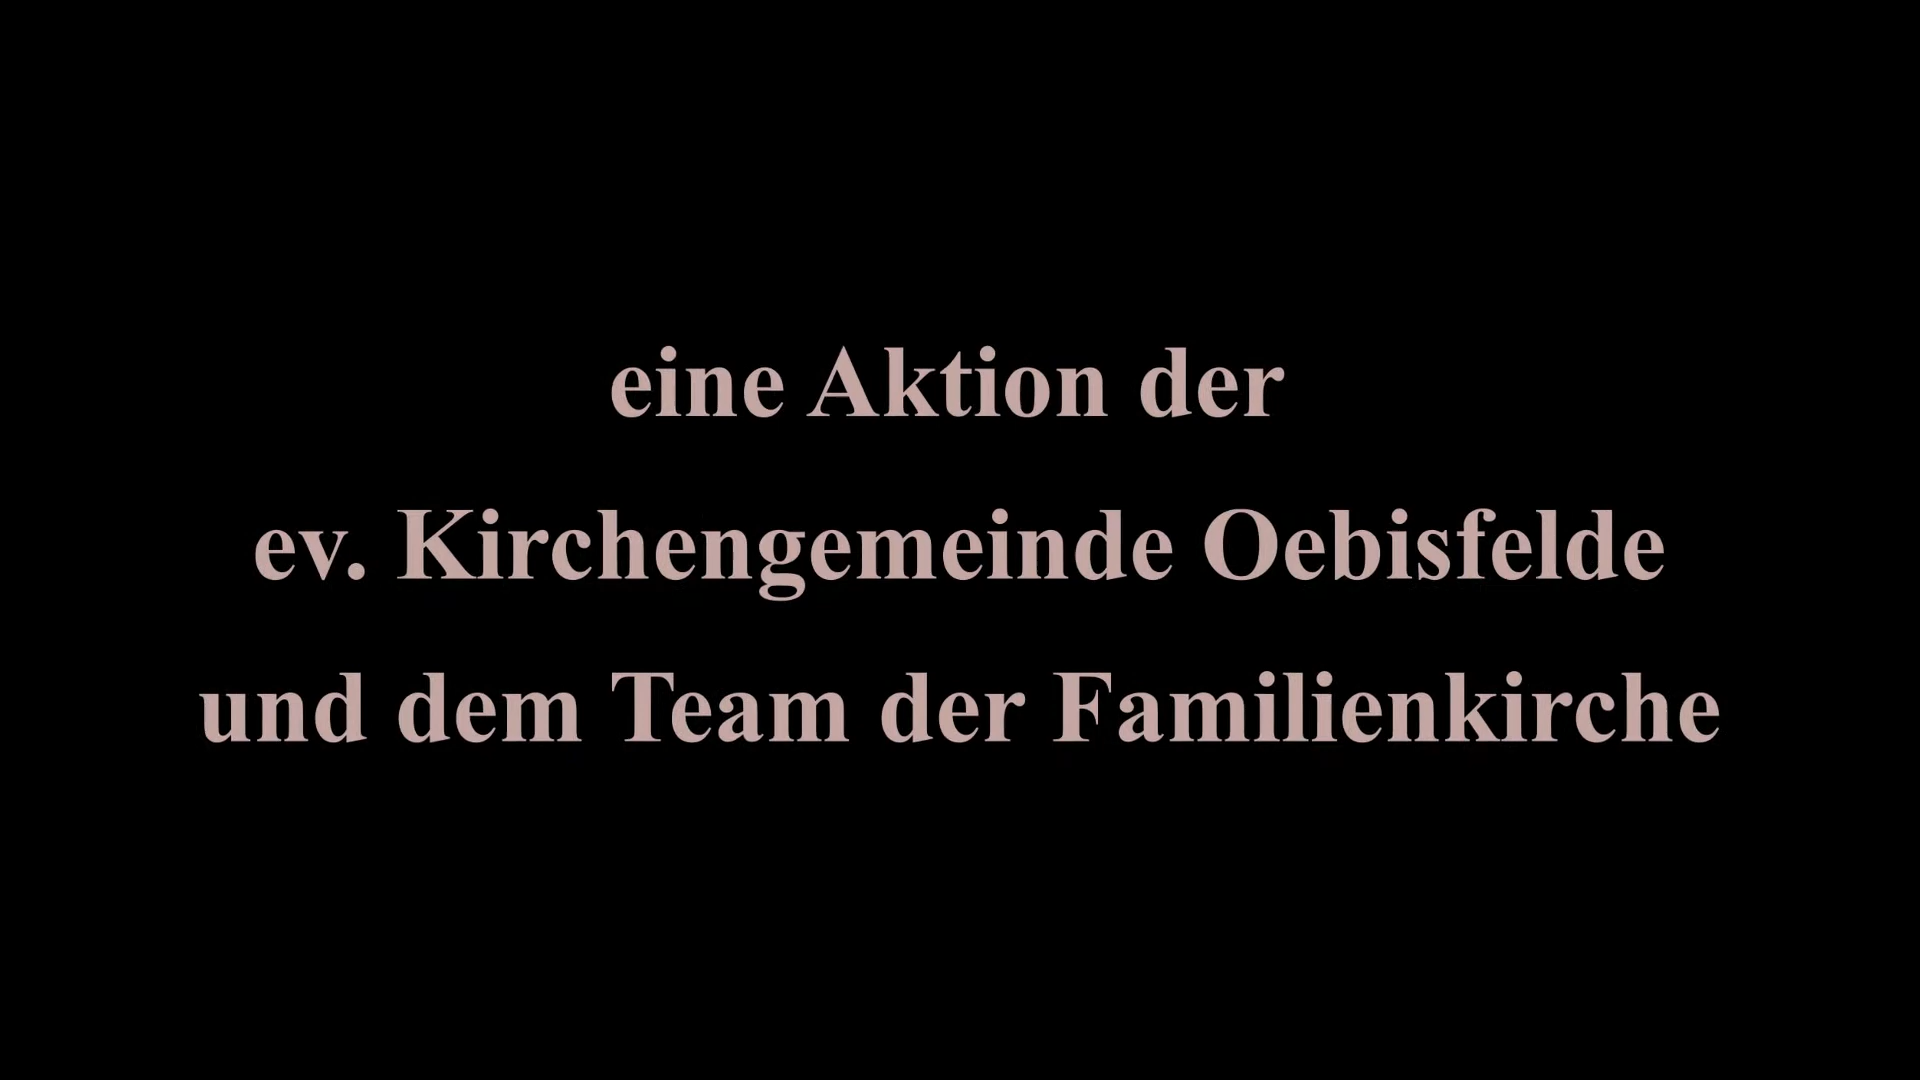 eine Aktion der
ev. Kirchengemeinde Oebisfelde
und dem Team der Familienkirche